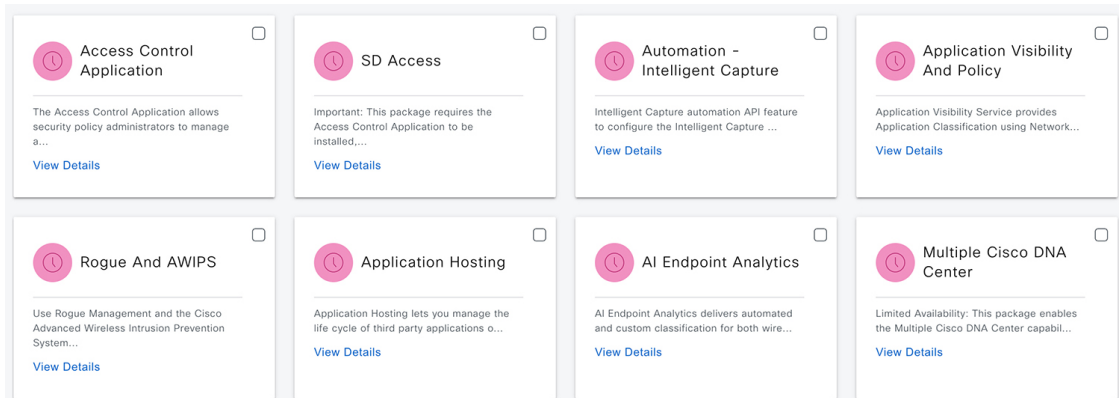 Access Control
Application
The Access Control Application allows
security policy administrators to manage
a...
View Details
SD Access
Important: This package requires the
Access Control Application to be
installed,...
View Details
Automation -
Intelligent Capture
Intelligent Capture automation API feature
to configure the Intelligent Capture ...
View Details
Application Visibility
And Policy
Application Visibility Service provides
Application Classification using Network...
View Details
Rogue And AWIPS
Use Rogue Management and the Cisco
Advanced Wireless Intrusion Prevention
System...
View Details
Application Hosting
Application Hosting lets you manage the
life cycle of third party applications o...
View Details
AI Endpoint Analytics
AI Endpoint Analytics delivers automated
and custom classification for both wire...
View Details
Multiple Cisco DNA
Center
Limited Availability: This package enables
the Multiple Cisco DNA Center capabil...
View Details